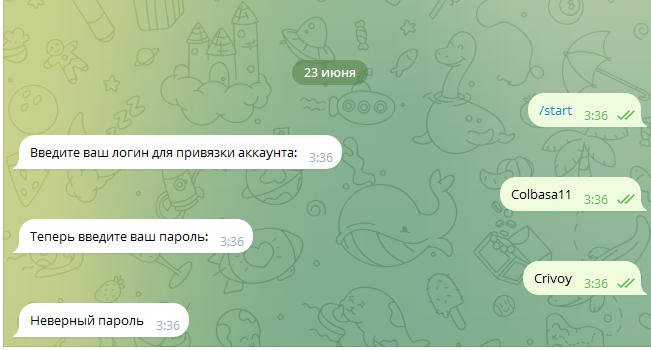 23 июня
/start 3:36
Введите ваш логин для привязки аккаунта: 3:36
Colbasa11 3:36
Теперь введите ваш пароль: 3:36
Crivoy 3:36
Неверный пароль 3:36